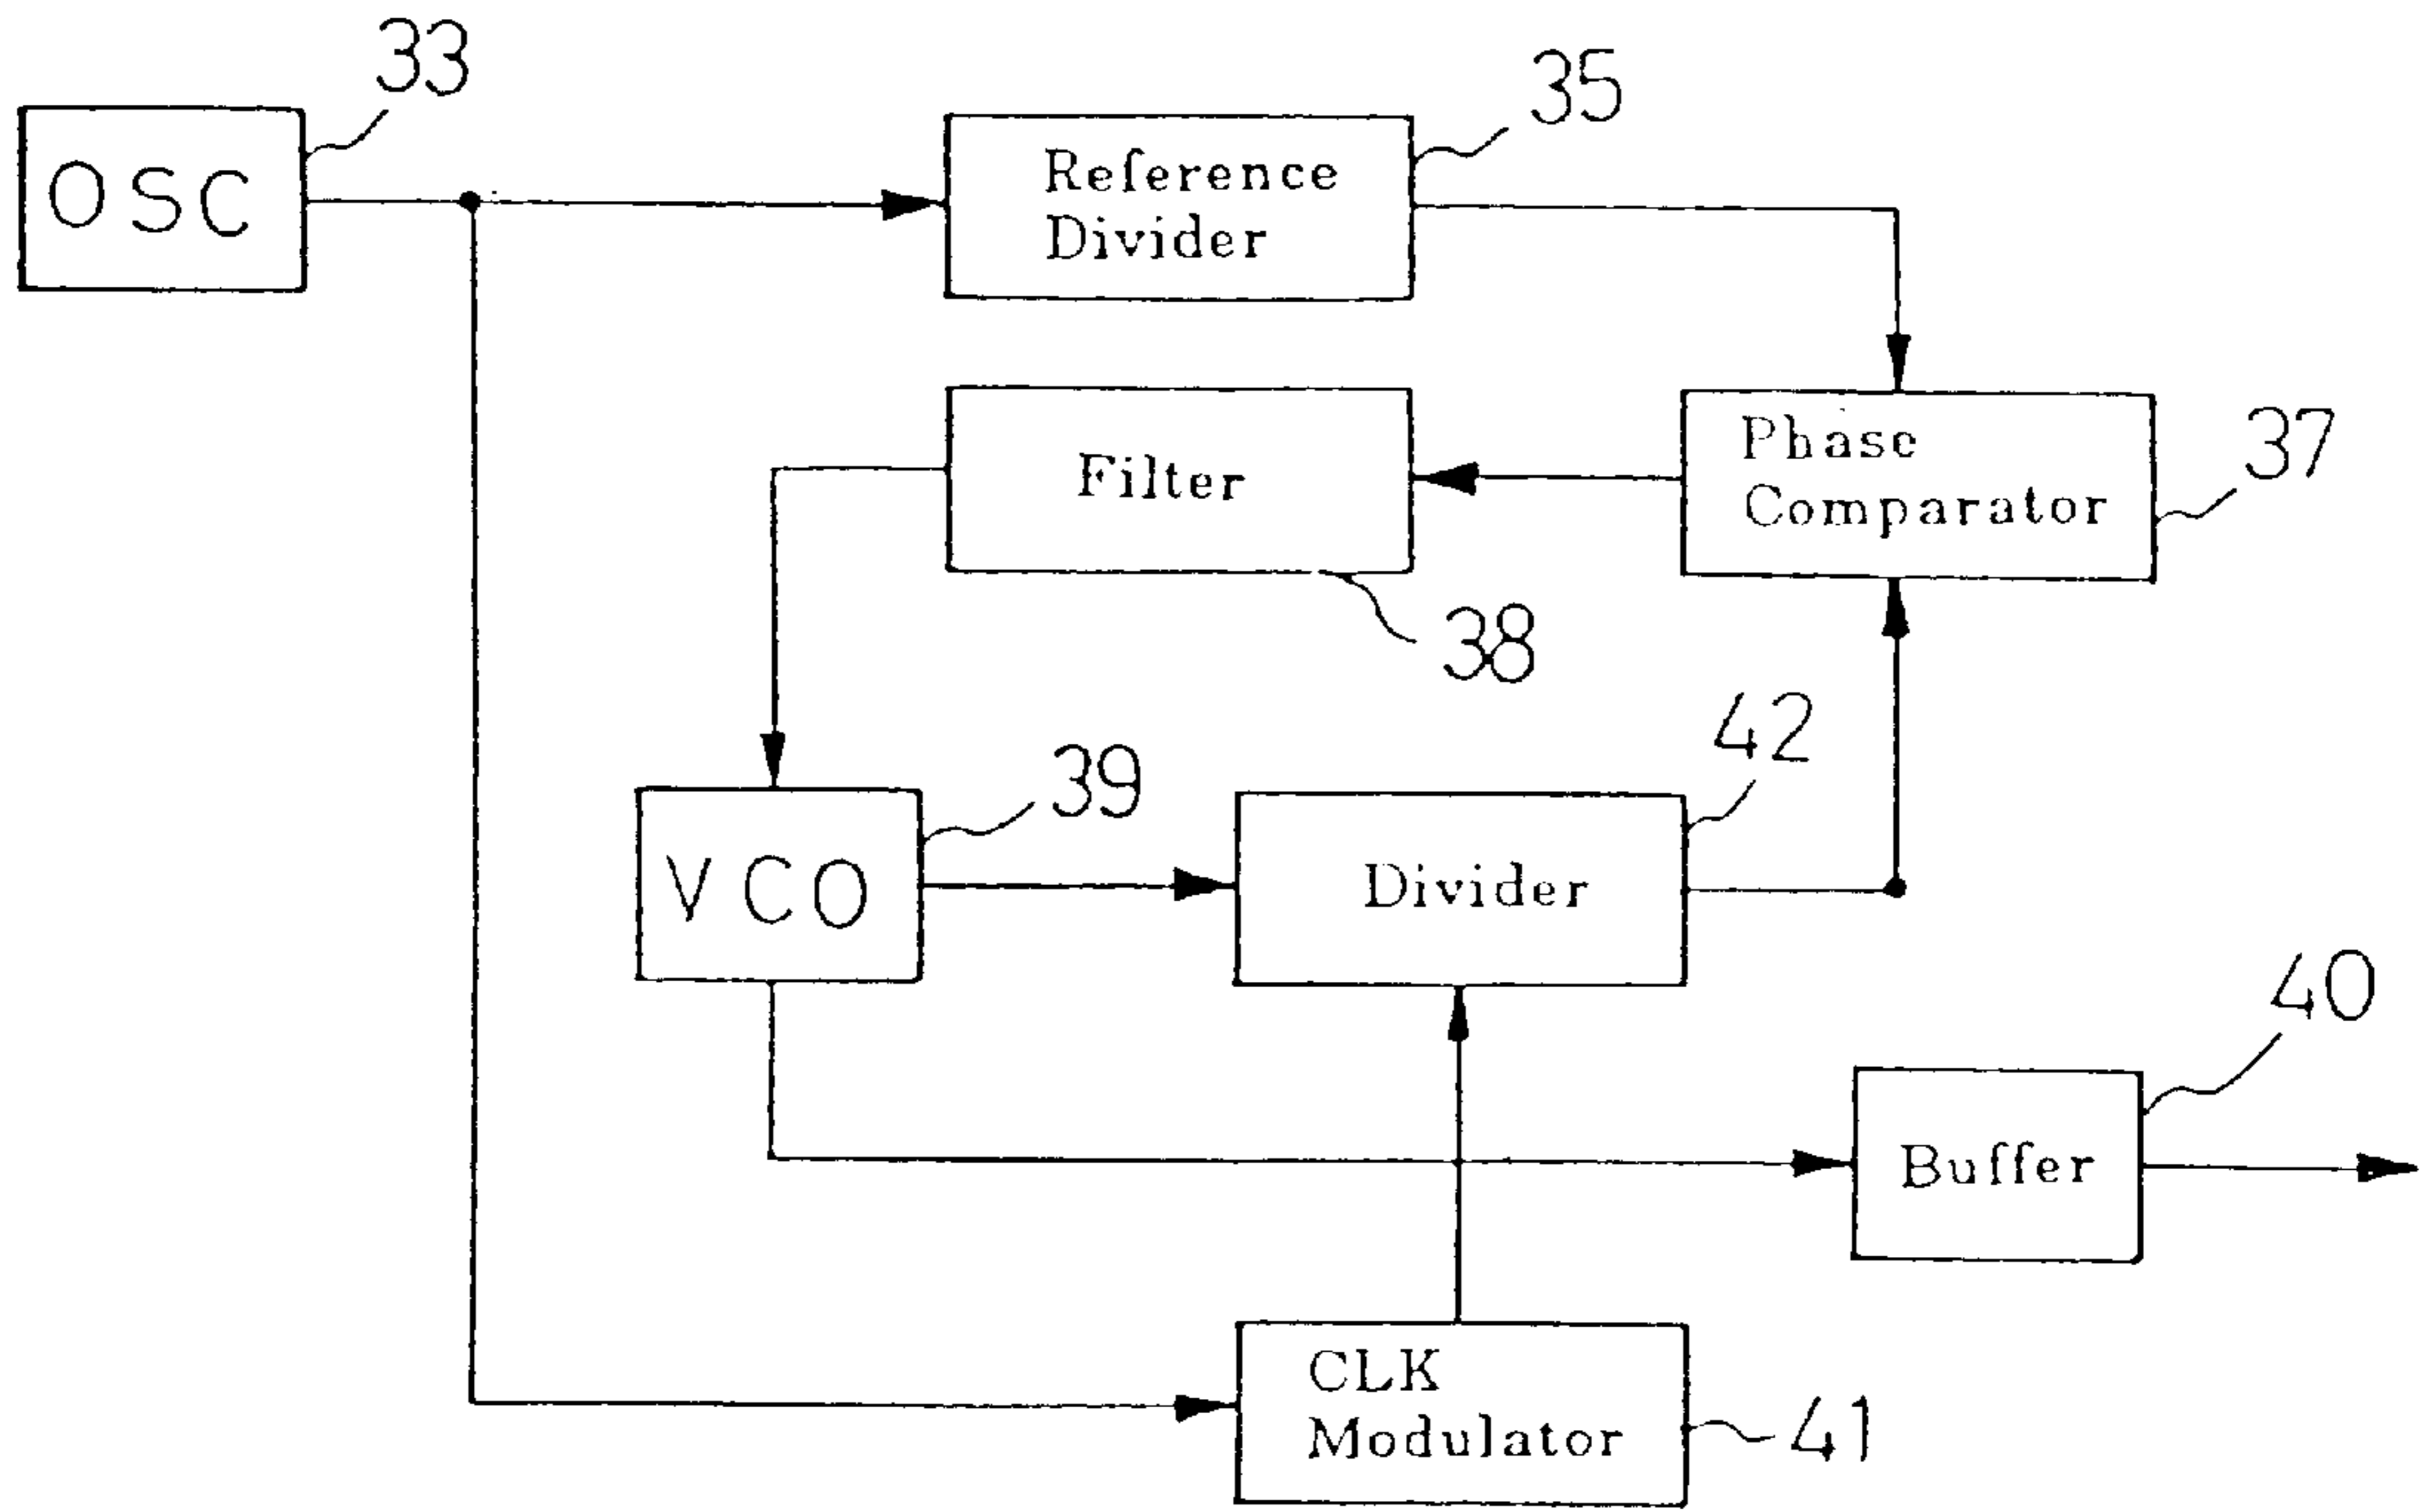 33
OSC
35
Reference
Divider
Filter
38
Phase
Comparator
37
39
VCO
42
Divider
40
Buffer
CLK
Modulator
41